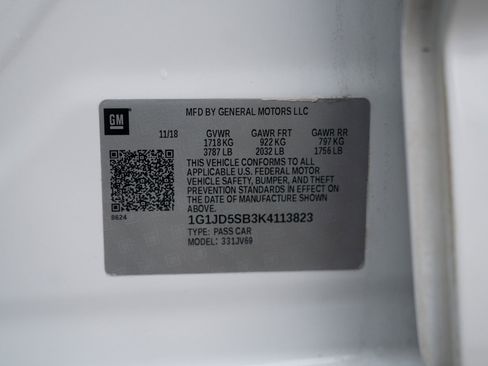 GM
MFD BY GENERAL MOTORS LLC
11/18 GVWR GAWR FRT GAWR RR
1718 KG 922 KG 797 KG
3787 LB 2032 LB 1756 LB
THIS VEHICLE CONFORMS TO ALL
APPLICABLE U.S. FEDERAL MOTOR
VEHICLE SAFETY, BUMPER, AND THEFT
PREVENTION STANDARDS IN EFFECT ON
THE DATE OF MANUFACTURE SHOWN
ABOVE.
8624
1G1JD5SB3K4113823
TYPE: PASS CAR
MODEL: 331JV69